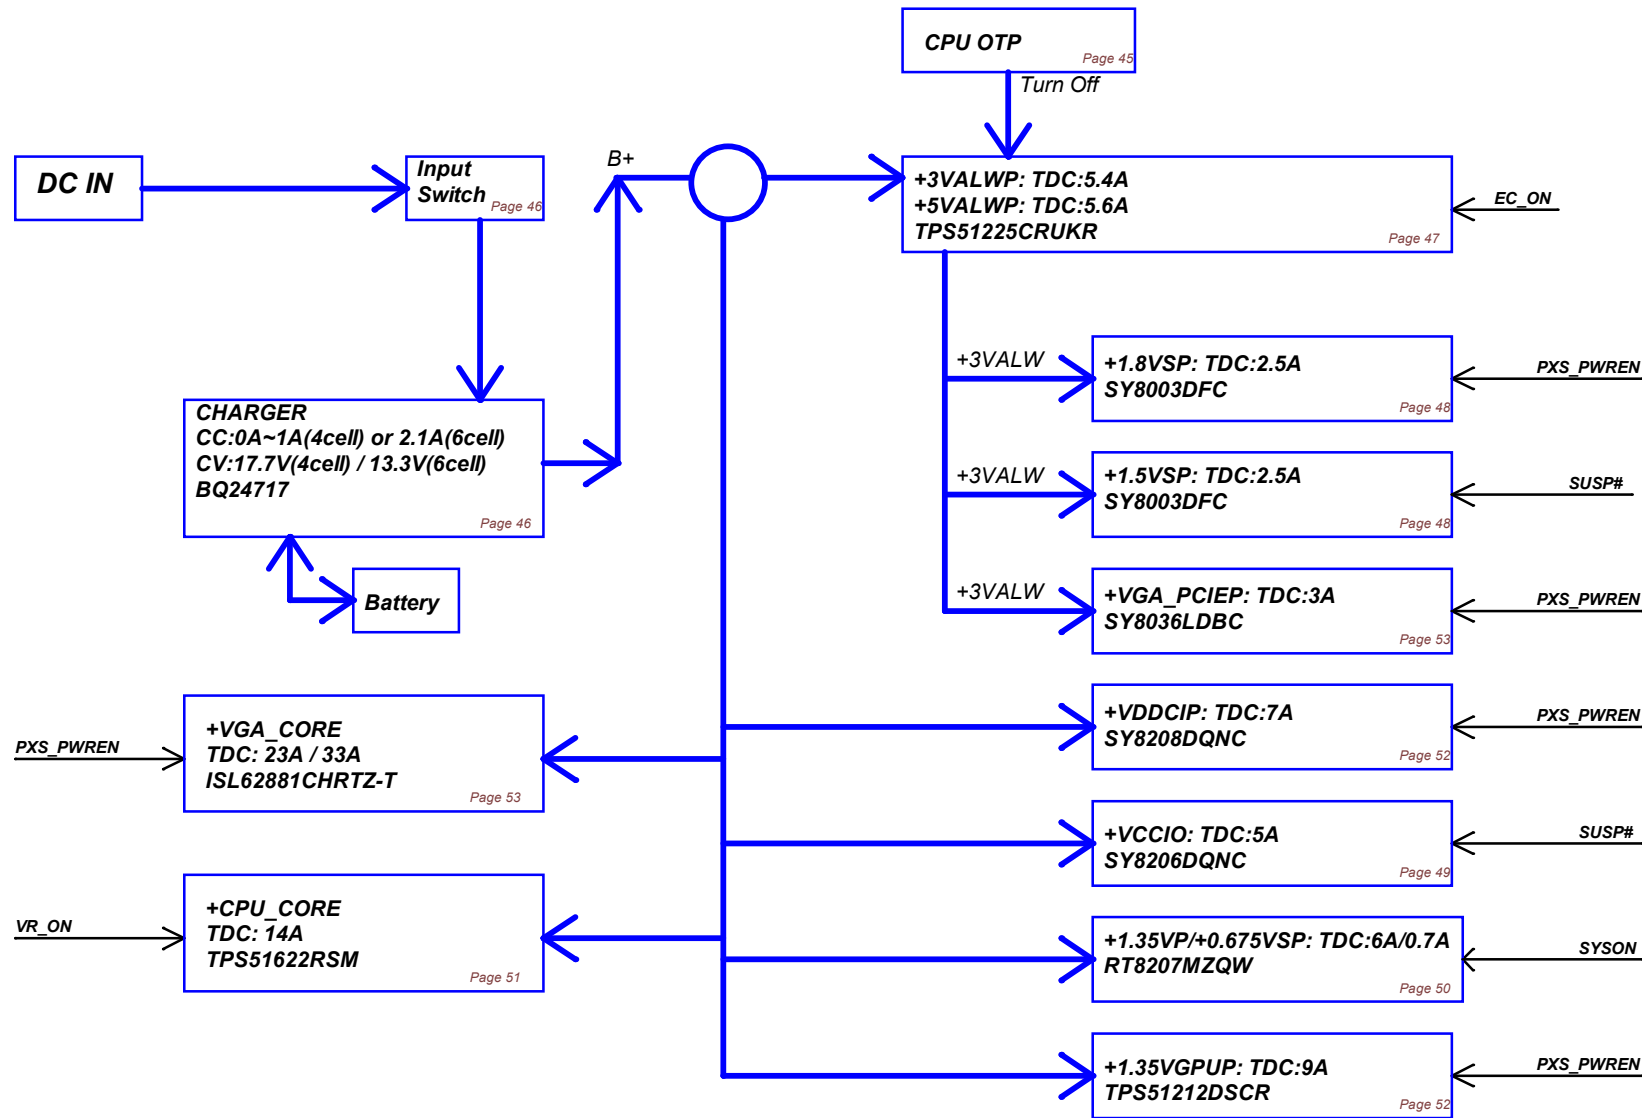 CPU OTP
Page 45
Turn Off
DC IN
Input
Switch
Page 46
B+
+3VALWP: TDC:5.4A
+5VALWP: TDC:5.6A
TPS51225CRUKR
Page 47
EC_ON
+3VALW
+1.8VSP: TDC:2.5A
SY8003DFC
Page 48
PXS_PWREN
CHARGER
CC:0A~1A(4cell) or 2.1A(6cell)
CV:17.7V(4cell) / 13.3V(6cell)
BQ24717
Page 46
+3VALW
+1.5VSP: TDC:2.5A
SY8003DFC
Page 48
SUSP#
Battery
+3VALW
+VGA_PCIEP: TDC:3A
SY8036LDBC
Page 53
PXS_PWREN
PXS_PWREN
+VGA_CORE
TDC: 23A / 33A
ISL62881CHRTZ-T
Page 53
+VDDCIP: TDC:7A
SY8208DQNC
Page 52
PXS_PWREN
+VCCIO: TDC:5A
SY8206DQNC
Page 49
SUSP#
VR_ON
+CPU_CORE
TDC: 14A
TPS51622RSM
Page 51
+1.35VP/+0.675VSP: TDC:6A/0.7A
RT8207MZQW
Page 50
SYSON
+1.35VGPUP: TDC:9A
TPS51212DSCR
Page 52
PXS_PWREN